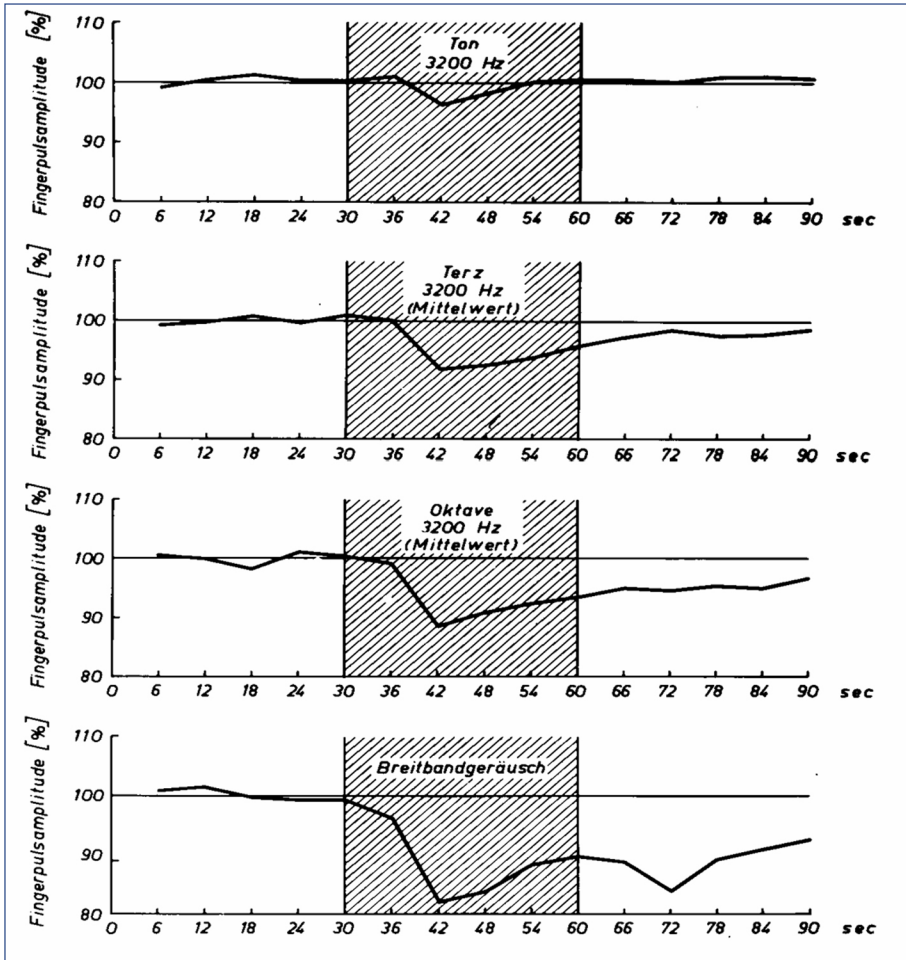 Fingerpulsamplitude [%]
110
100
90
80
Ton
3200 Hz
0 6 12 18 24 30 36 42 48 54 60 66 72 78 84 90 sec
Fingerpulsamplitude [%]
110
100
90
80
Terz
3200 Hz
(Mittelwert)
0 6 12 18 24 30 36 42 48 54 60 66 72 78 84 90 sec
Fingerpulsamplitude [%]
110
100
90
80
Oktave
3200 Hz
(Mittelwert)
0 6 12 18 24 30 36 42 48 54 60 66 72 78 84 90 sec
Fingerpulsamplitude [%]
110
100
90
80
Breitbandgeräusch
0 6 12 18 24 30 36 42 48 54 60 66 72 78 84 90 sec